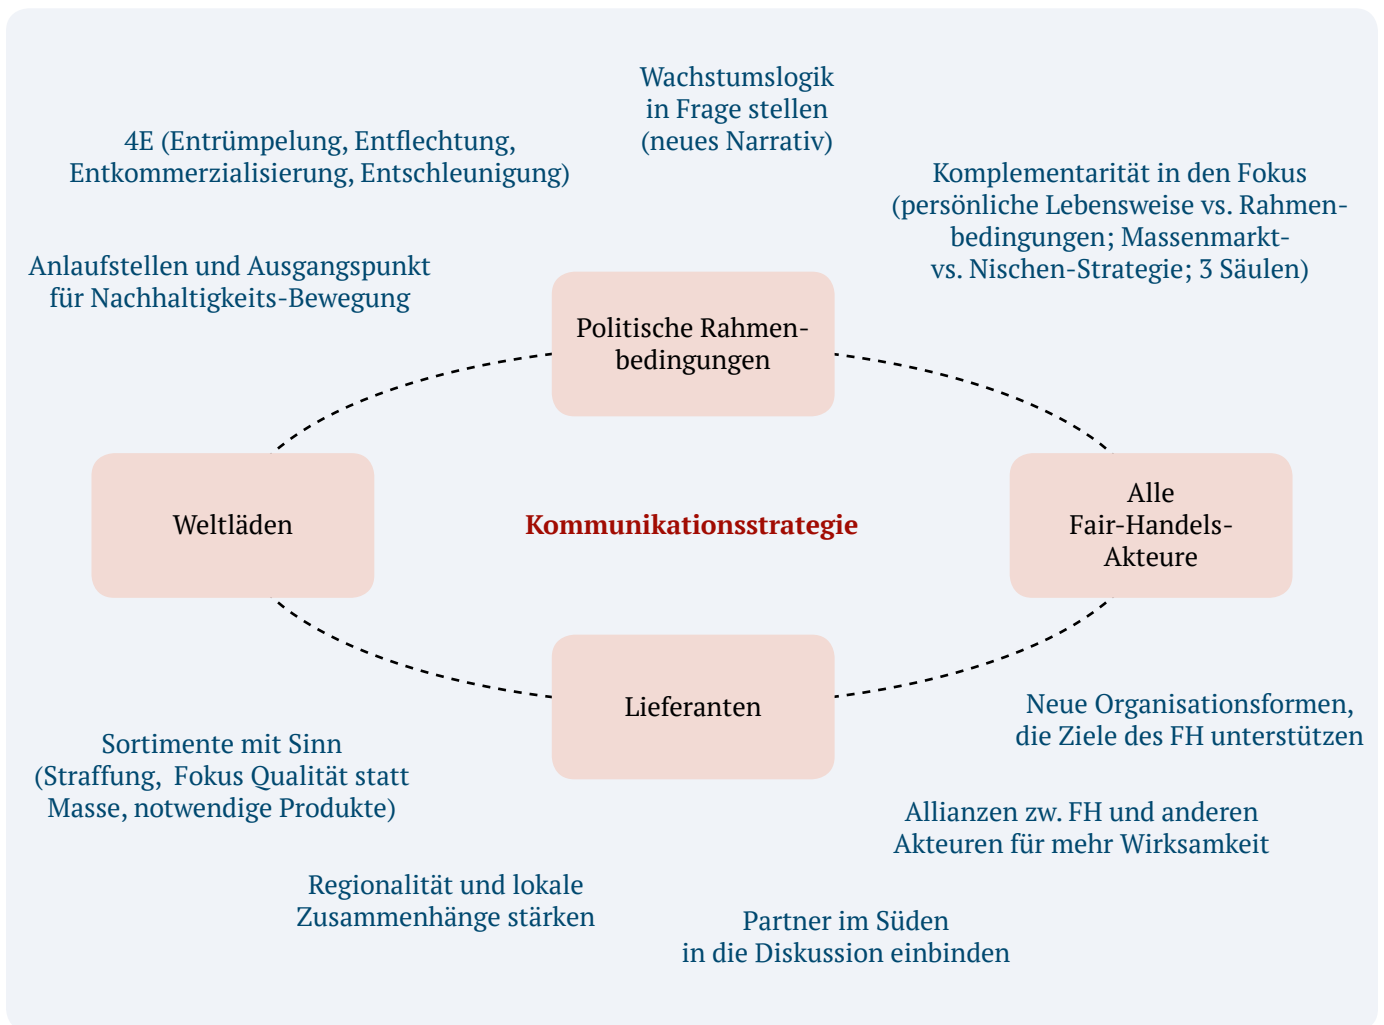 Wachstumslogik
in Frage stellen
(neues Narrativ)
4E (Entrümpelung, Entflechtung,
Entkommerzialisierung, Entschleunigung)
Komplementarität in den Fokus
(persönliche Lebensweise vs. Rahmen-
bedingungen; Massenmarkt-
vs. Nischen-Strategie; 3 Säulen)
Anlaufstellen und Ausgangspunkt
für Nachhaltigkeits-Bewegung
Politische Rahmen-
bedingungen
Weltläden
Kommunikationsstrategie
Alle
Fair-Handels-
Akteure
Lieferanten
Neue Organisationsformen,
die Ziele des FH unterstützen
Sortimente mit Sinn
(Straffung, Fokus Qualität statt
Masse, notwendige Produkte)
Allianzen zw. FH und anderen
Akteuren für mehr Wirksamkeit
Regionalität und lokale
Zusammenhänge stärken
Partner im Süden
in die Diskussion einbinden